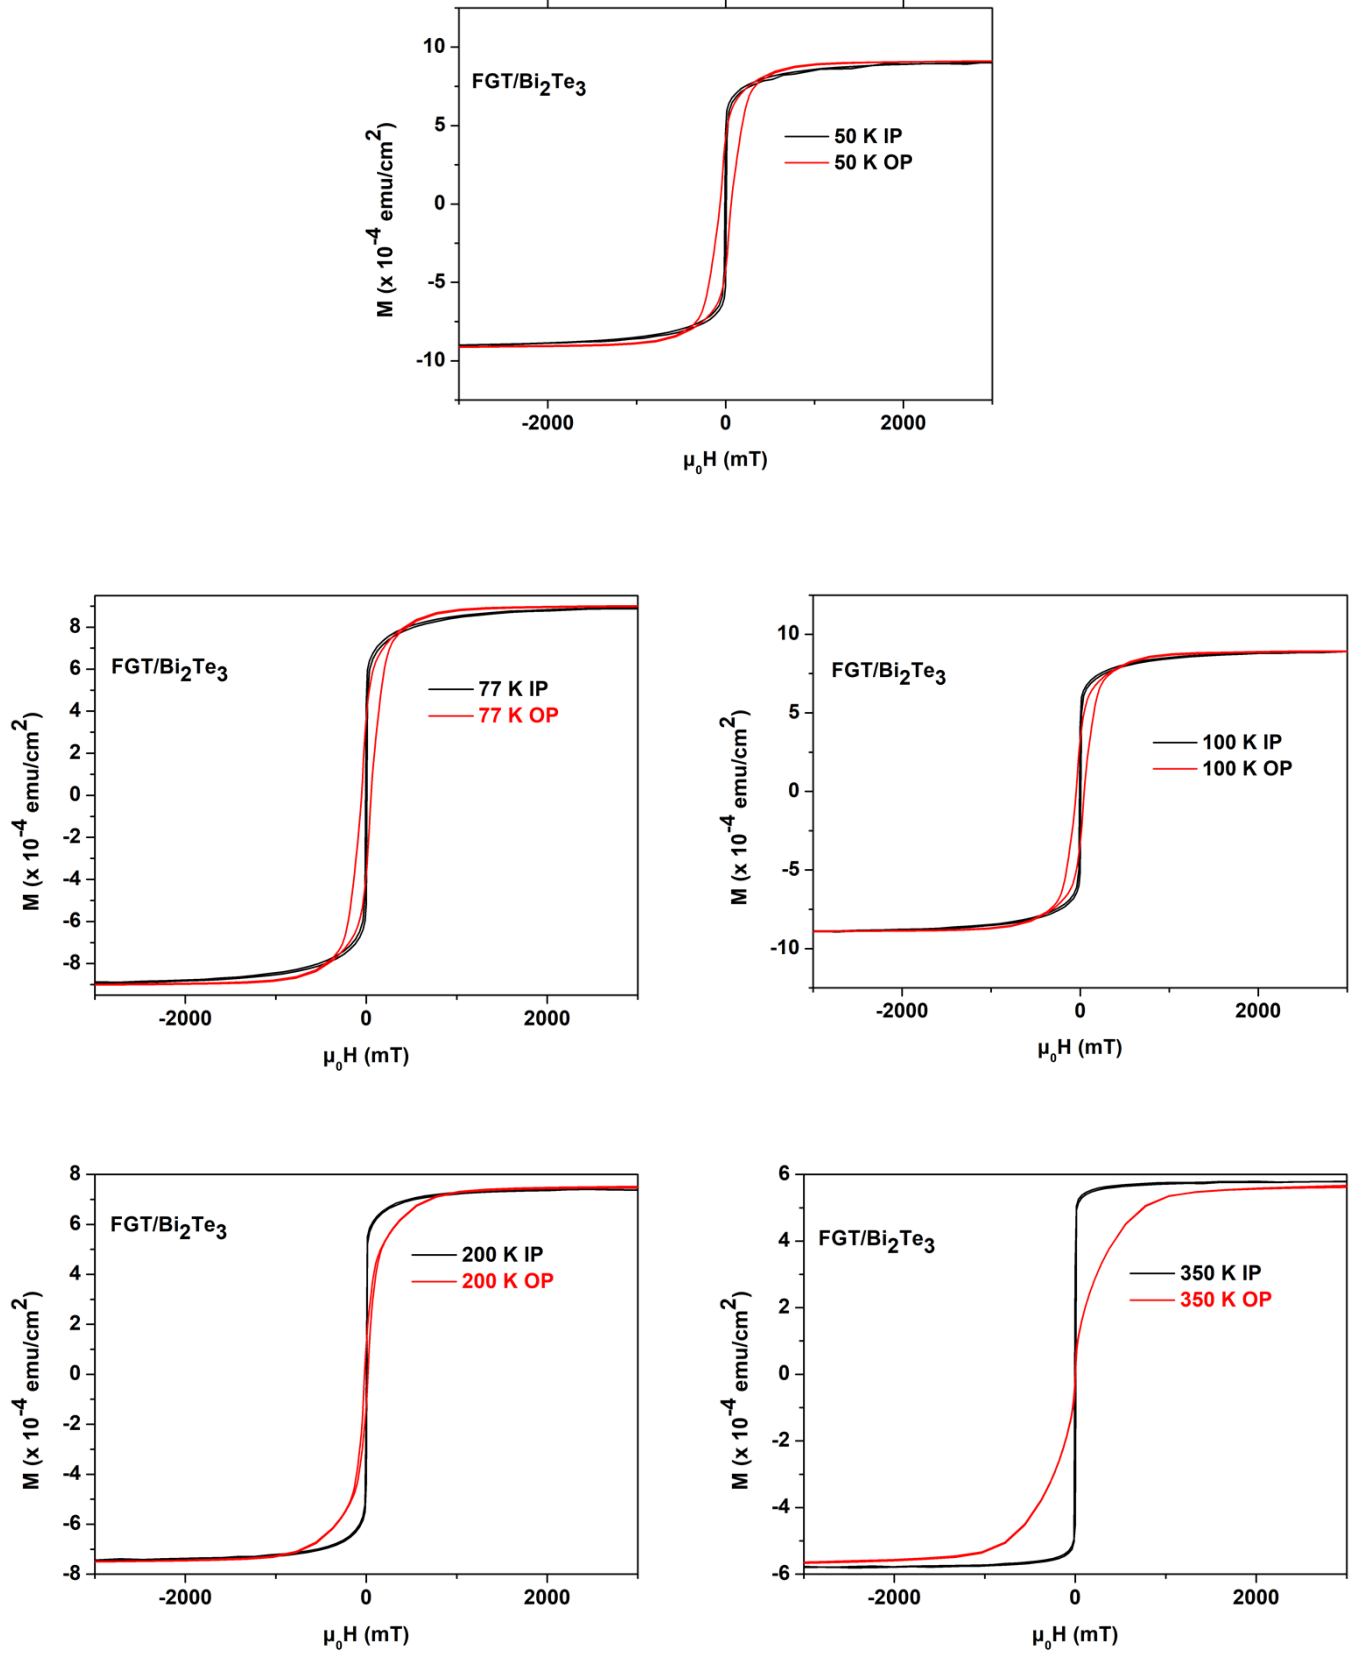 10
5
0
-5
-10
M (x 10⁻⁴ emu/cm²)
FGT/Bi₂Te₃
50 K IP
50 K OP
-2000 0 2000
µ₀H (mT)
8
6
4
2
0
-2
-4
-6
-8
M (x 10⁻⁴ emu/cm²)
FGT/Bi₂Te₃
77 K IP
77 K OP
-2000 0 2000
µ₀H (mT)
10
5
0
-5
-10
M (x 10⁻⁴ emu/cm²)
FGT/Bi₂Te₃
100 K IP
100 K OP
-2000 0 2000
µ₀H (mT)
8
6
4
2
0
-2
-4
-6
-8
M (x 10⁻⁴ emu/cm²)
FGT/Bi₂Te₃
200 K IP
200 K OP
-2000 0 2000
µ₀H (mT)
6
4
2
0
-2
-4
-6
M (x 10⁻⁴ emu/cm²)
FGT/Bi₂Te₃
350 K IP
350 K OP
-2000 0 2000
µ₀H (mT)